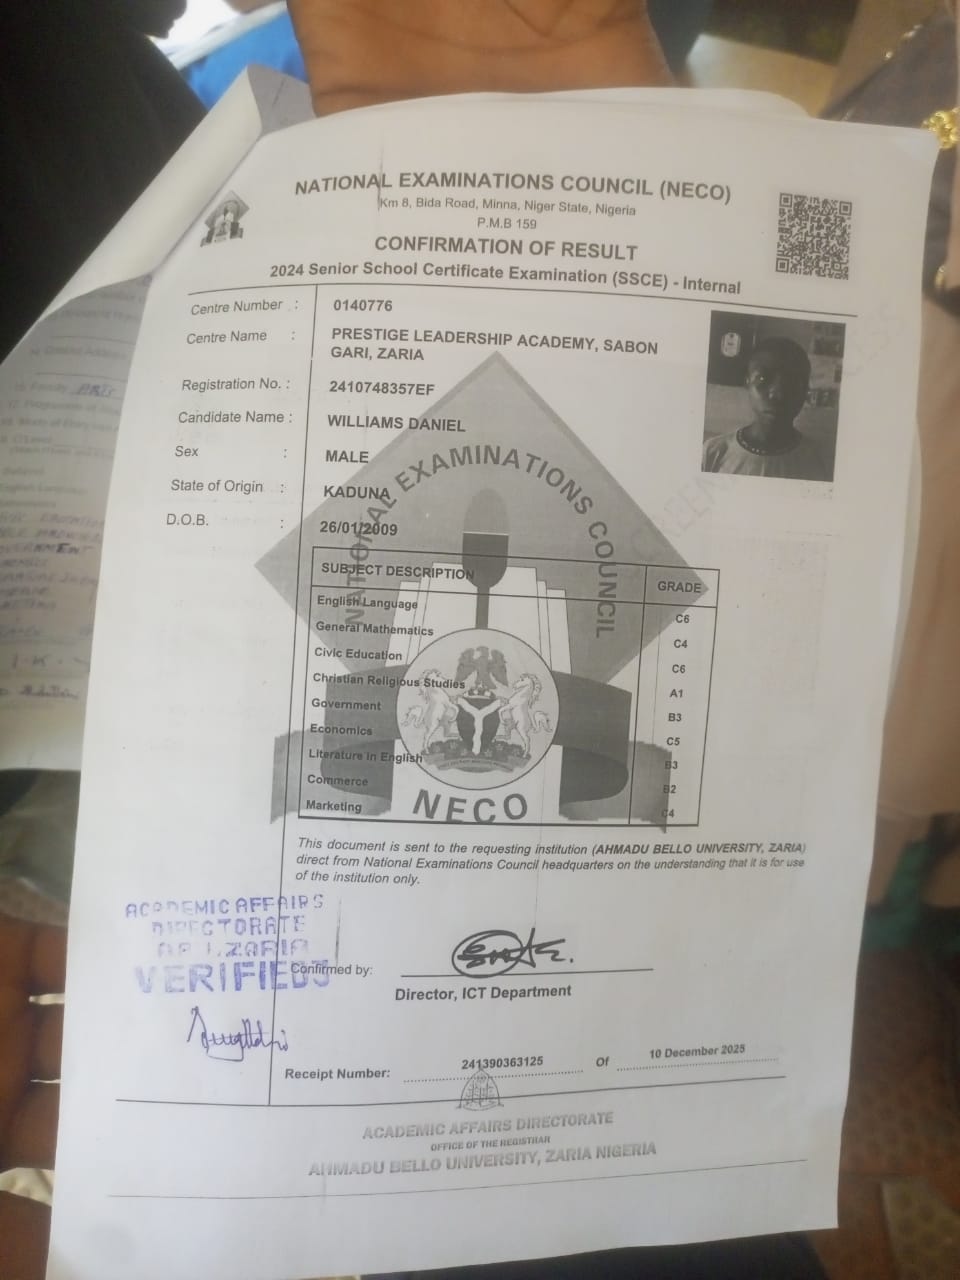 NATIONAL EXAMINATIONS COUNCIL (NECO)
Km 8, Bida Road, Minna, Niger State, Nigeria
P.M.B 159
CONFIRMATION OF RESULT
2024 Senior School Certificate Examination (SSCE) - Internal
Centre Number : 0140776
Centre Name : PRESTIGE LEADERSHIP ACADEMY, SABON
GARI, ZARIA
Registration No. : 2410748357EF
Candidate Name : WILLIAMS DANIEL
Sex : MALE
State of Origin : KADUNA
D.O.B. : 26/01/2009
NATIONAL EXAMINATIONS COUNCIL
SUBJECT DESCRIPTION GRADE
English Language C6
General Mathematics C4
Civic Education C6
Christian Religious Studies A1
Government B3
Economics C5
Literature in English B3
Commerce B2
Marketing C4
NECO
This document is sent to the requesting institution (AHMADU BELLO UNIVERSITY, ZARIA)
direct from National Examinations Council headquarters on the understanding that it is for use
of the institution only.
ACADEMIC AFFAIRS
DIRECTORATE
ZARIA
VERIFIED
Confirmed by:
Director, ICT Department
Receipt Number: 241390363125 Of 10 December 2025
ACADEMIC AFFAIRS DIRECTORATE
OFFICE OF THE REGISTRAR
AHMADU BELLO UNIVERSITY, ZARIA NIGERIA